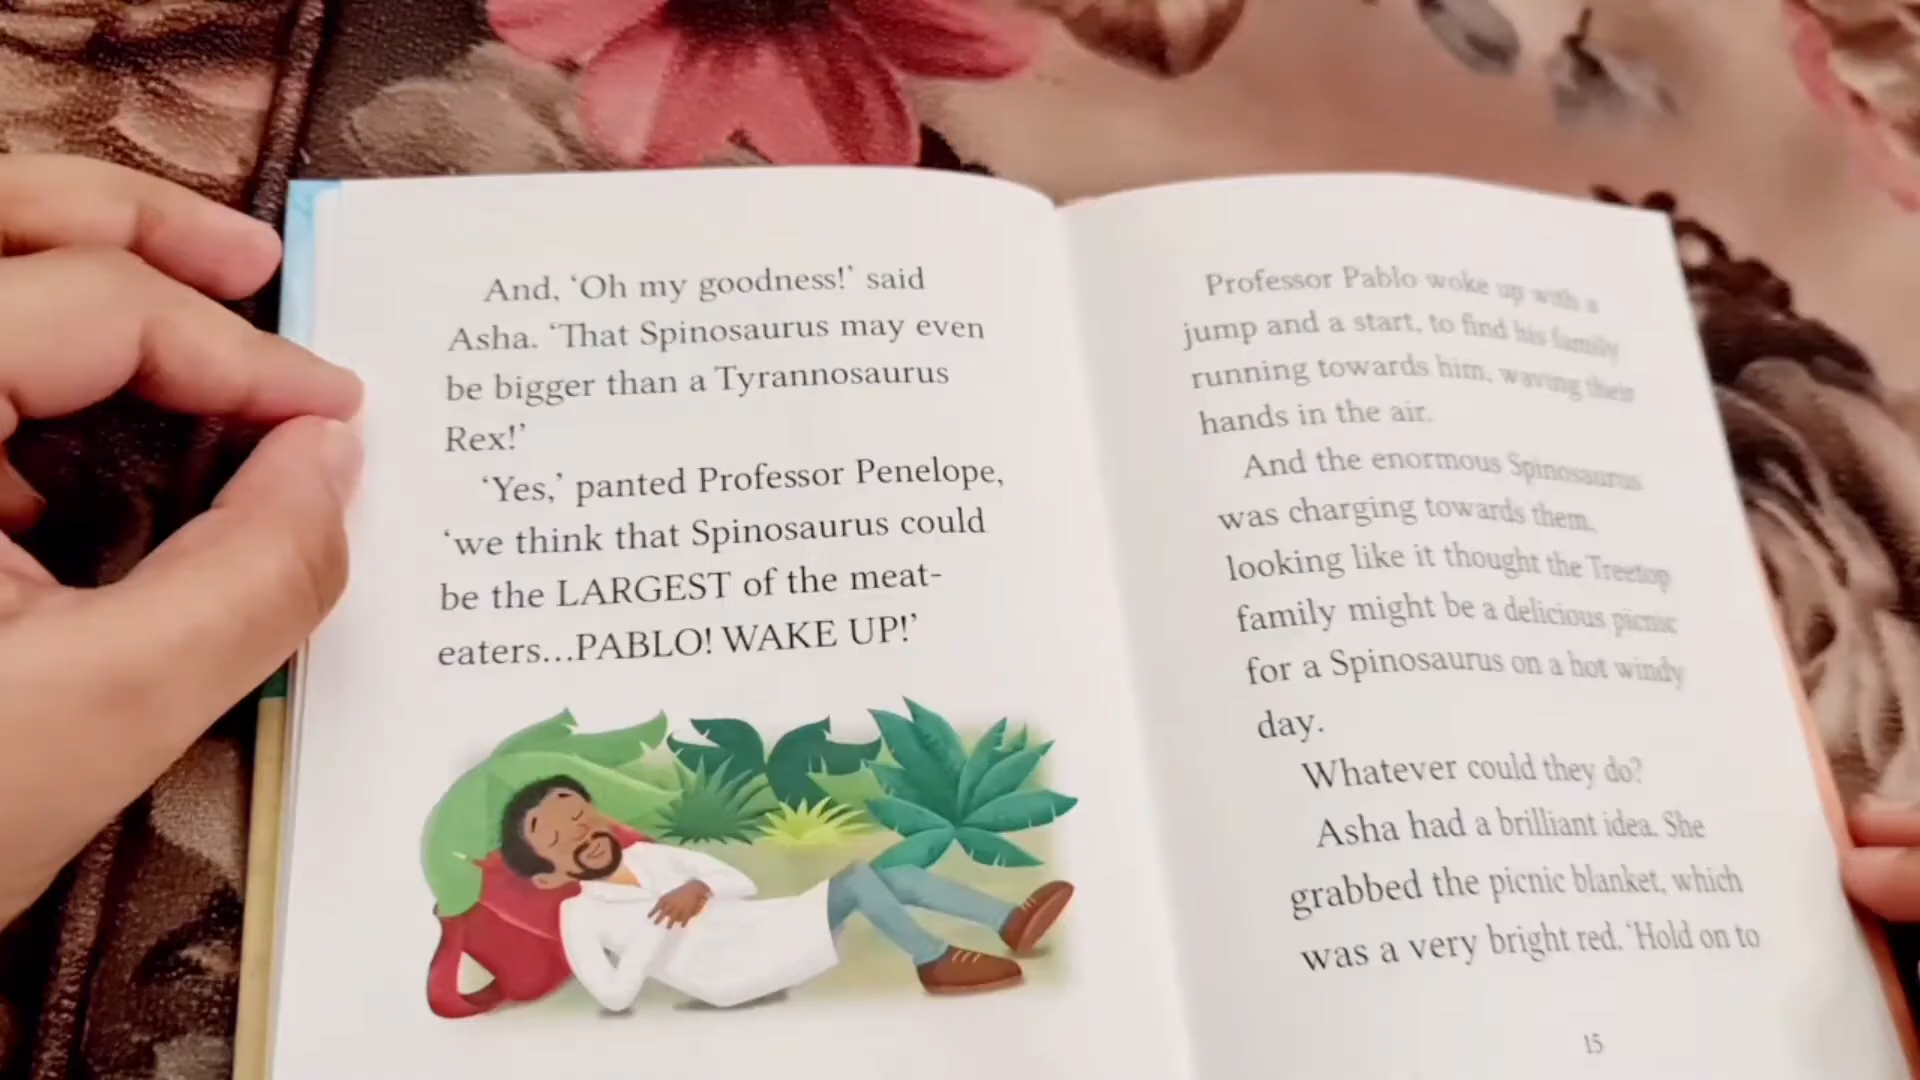 And, ‘Oh my goodness!’ said
Asha. ‘That Spinosaurus may even
be bigger than a Tyrannosaurus
Rex!’
‘Yes,’ panted Professor Penelope,
‘we think that Spinosaurus could
be the LARGEST of the meat-
eaters...PABLO! WAKE UP!’
Professor Pablo woke up with a
jump and a start, to find his family
running towards him, waving their
hands in the air.
And the enormous Spinosaurus
was charging towards them,
looking like it thought the Treetop
family might be a delicious picnic
for a Spinosaurus on a hot windy
day.
Whatever could they do?
Asha had a brilliant idea. She
grabbed the picnic blanket, which
was a very bright red. ‘Hold on to
15